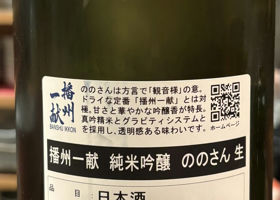 播州
一献
BANSHU IKKON
ののさんは方言で「観音様」の意。
ドライな定番「播州一献」とは対
極。甘さと華やかな吟醸香が特長。
真吟精米とグラビティシステムと
を採用し、透明感ある味わいです。
ホームページ
播州一献 純米吟醸 ののさん 生
品目 日本酒